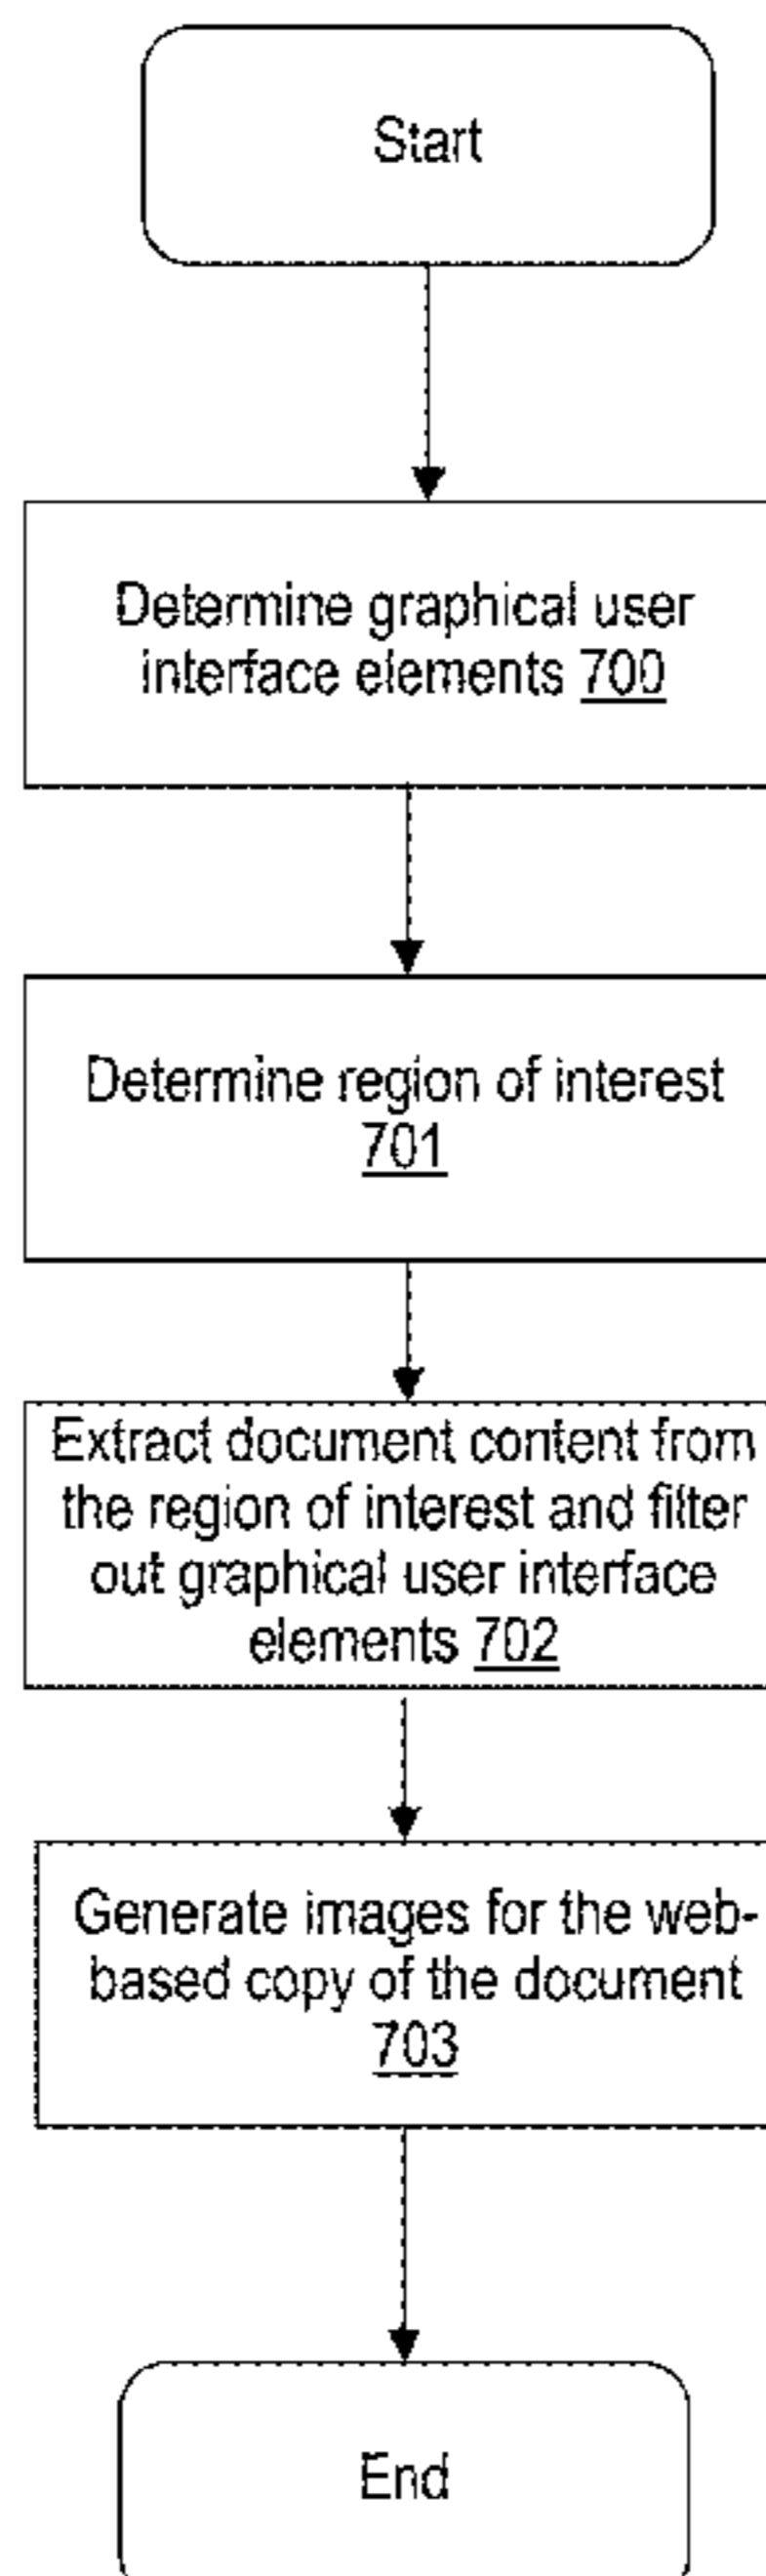 Start
Determine graphical user
interface elements 700
Determine region of interest
701
Extract document content from
the region of interest and filter
out graphical user interface
elements 702
Generate images for the web-
based copy of the document
703
End